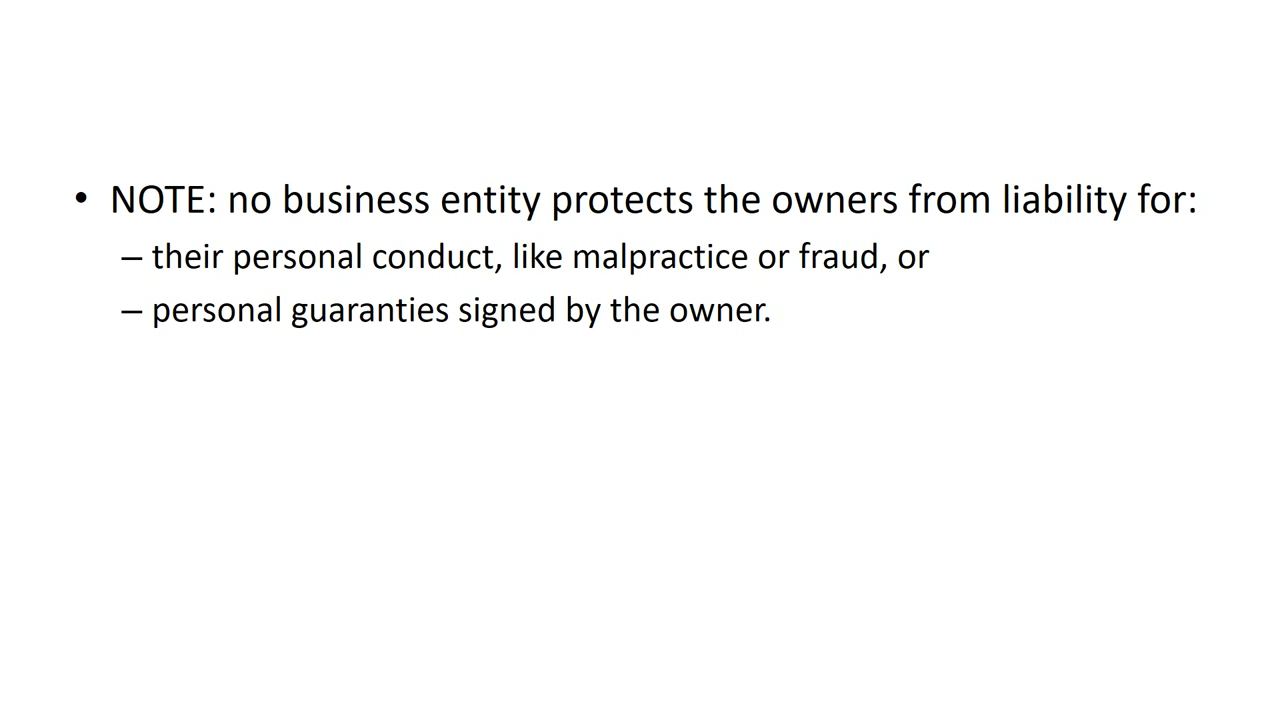 • NOTE: no business entity protects the owners from liability for:
– their personal conduct, like malpractice or fraud, or
– personal guaranties signed by the owner.